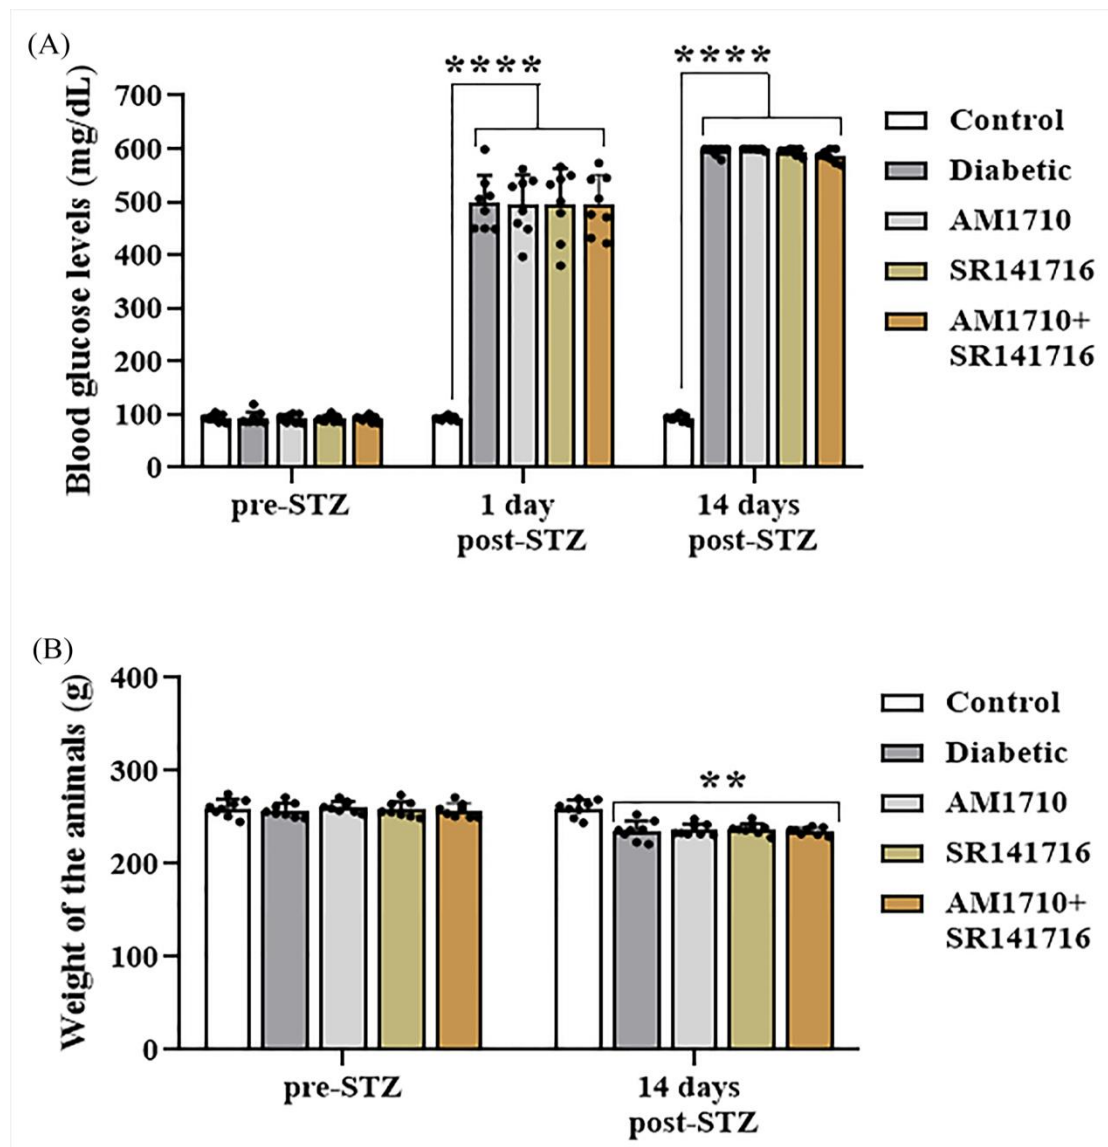 (A)
Blood glucose levels (mg/dL)
700
600
500
400
300
200
100
0
****
****
pre-STZ
1 day
post-STZ
14 days
post-STZ
Control
Diabetic
AM1710
SR141716
AM1710+
SR141716
(B)
Weight of the animals (g)
400
300
200
100
0
**
pre-STZ
14 days
post-STZ
Control
Diabetic
AM1710
SR141716
AM1710+
SR141716